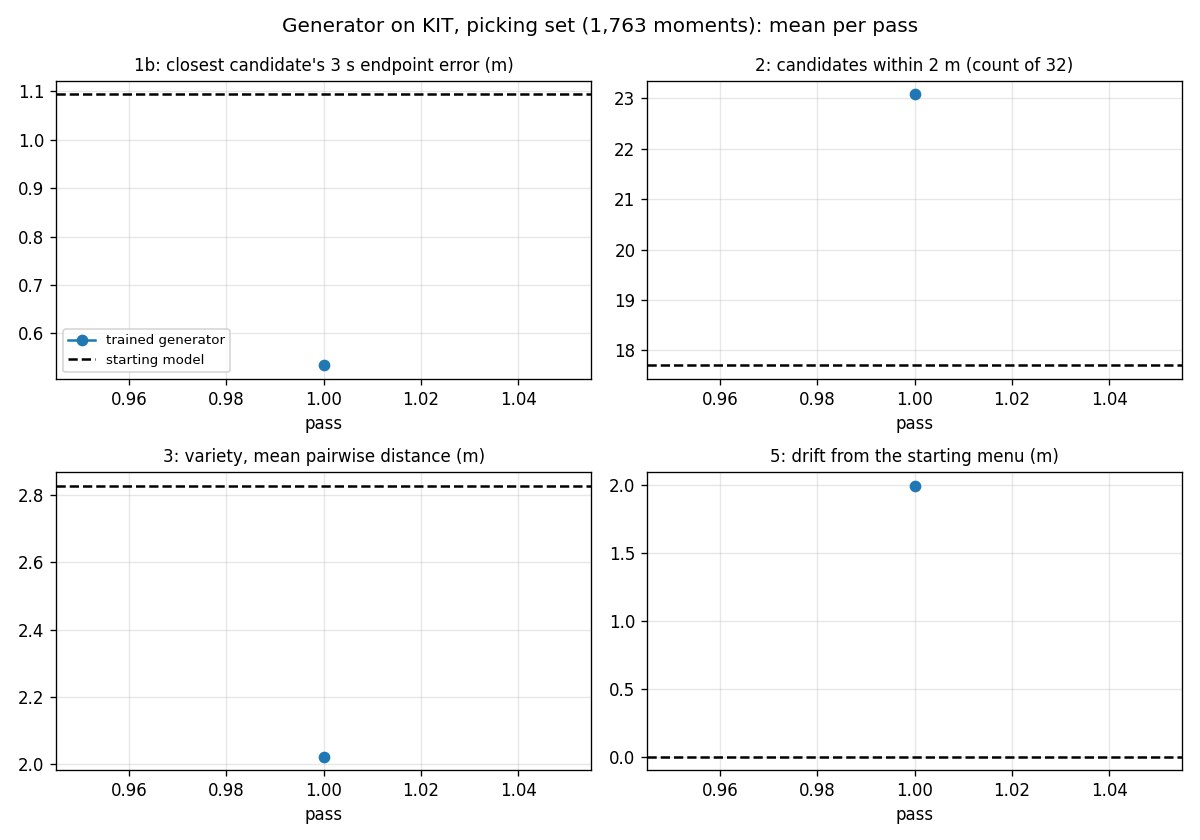 Generator on KIT, picking set (1,763 moments): mean per pass
1b: closest candidate's 3 s endpoint error (m)
1.1
1.0
0.9
0.8
0.7
0.6
trained generator
starting model
0.96 0.98 1.00 1.02 1.04
pass
2: candidates within 2 m (count of 32)
23
22
21
20
19
18
0.96 0.98 1.00 1.02 1.04
pass
3: variety, mean pairwise distance (m)
2.8
2.6
2.4
2.2
2.0
0.96 0.98 1.00 1.02 1.04
pass
5: drift from the starting menu (m)
2.0
1.5
1.0
0.5
0.0
0.96 0.98 1.00 1.02 1.04
pass